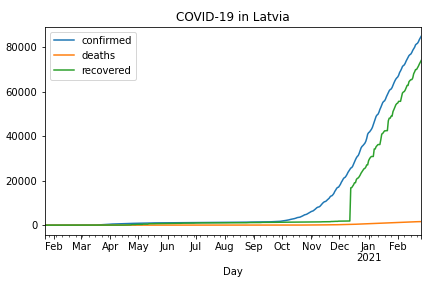 COVID-19 in Latvia
confirmed
deaths
recovered
80000
60000
40000
20000
0
Feb Mar Apr May Jun Jul Aug Sep Oct Nov Dec Jan Feb
2021
Day